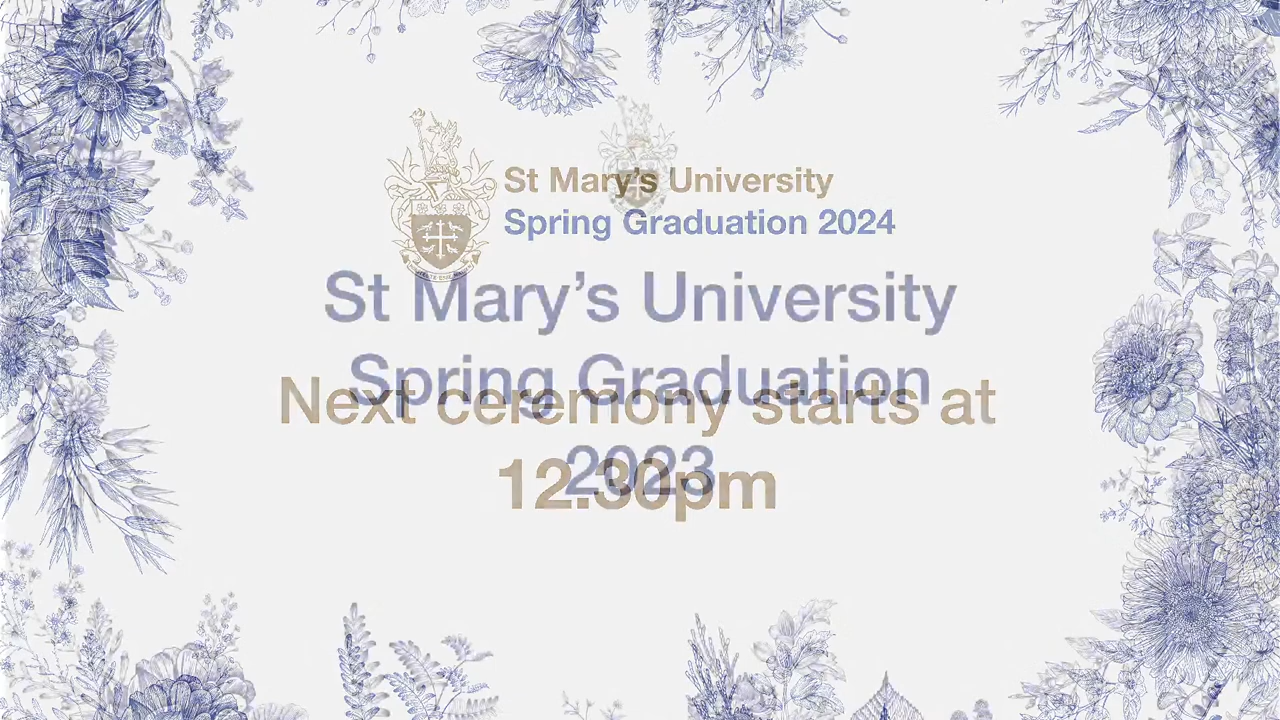 St Mary's University
Spring Graduation 2024
St Mary's University
Spring Graduation
Next ceremony starts at
2023
12.30pm